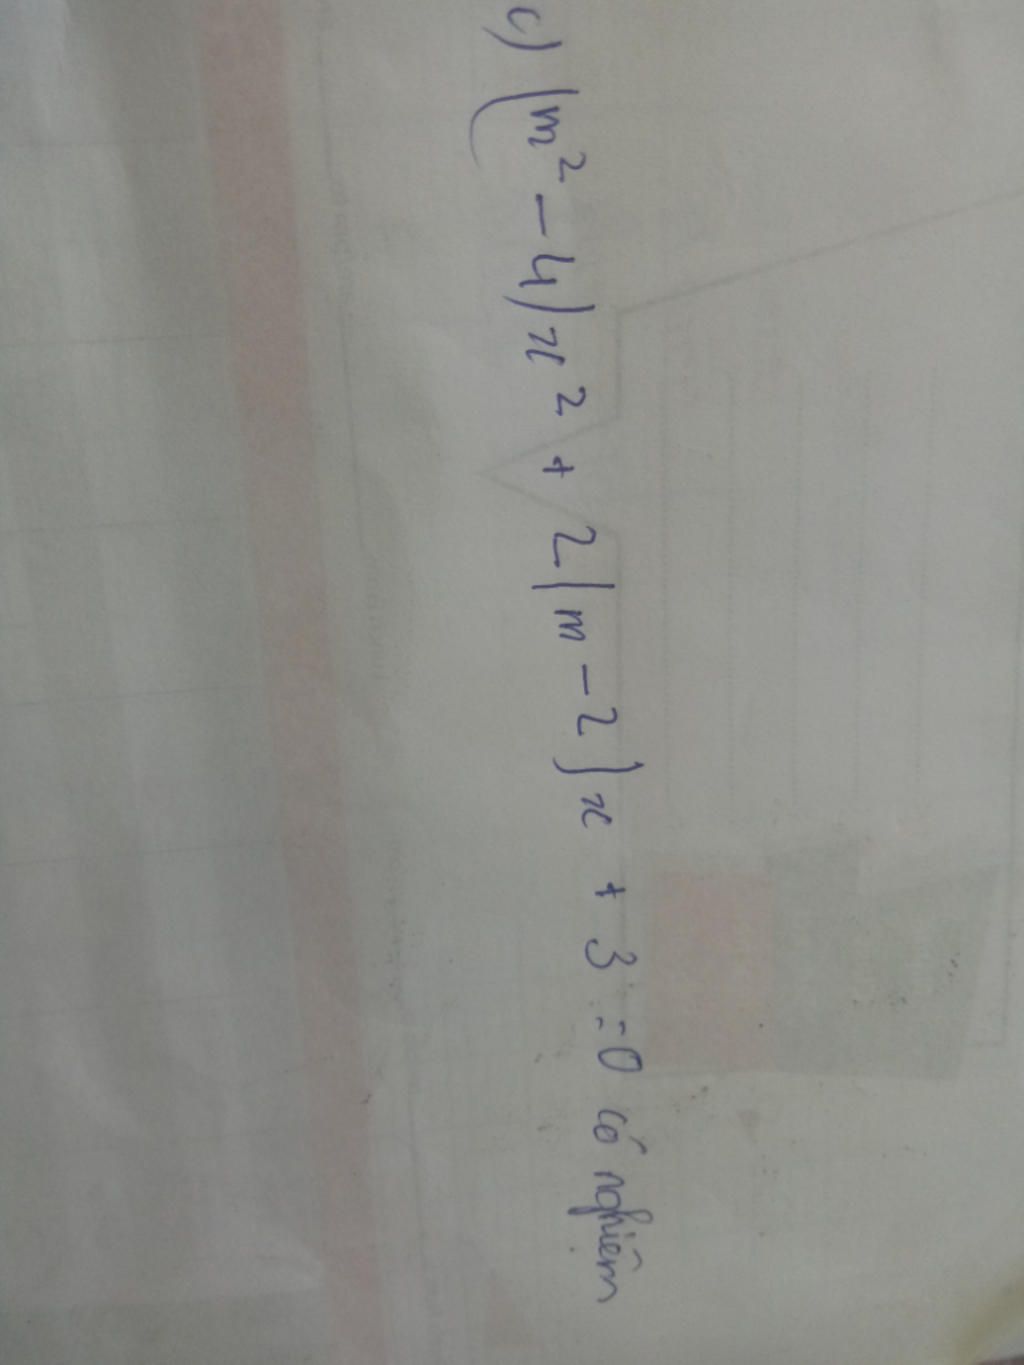 c) (m² - 4)x² + 2(m - 2)x + 3 = 0 có nghiệm